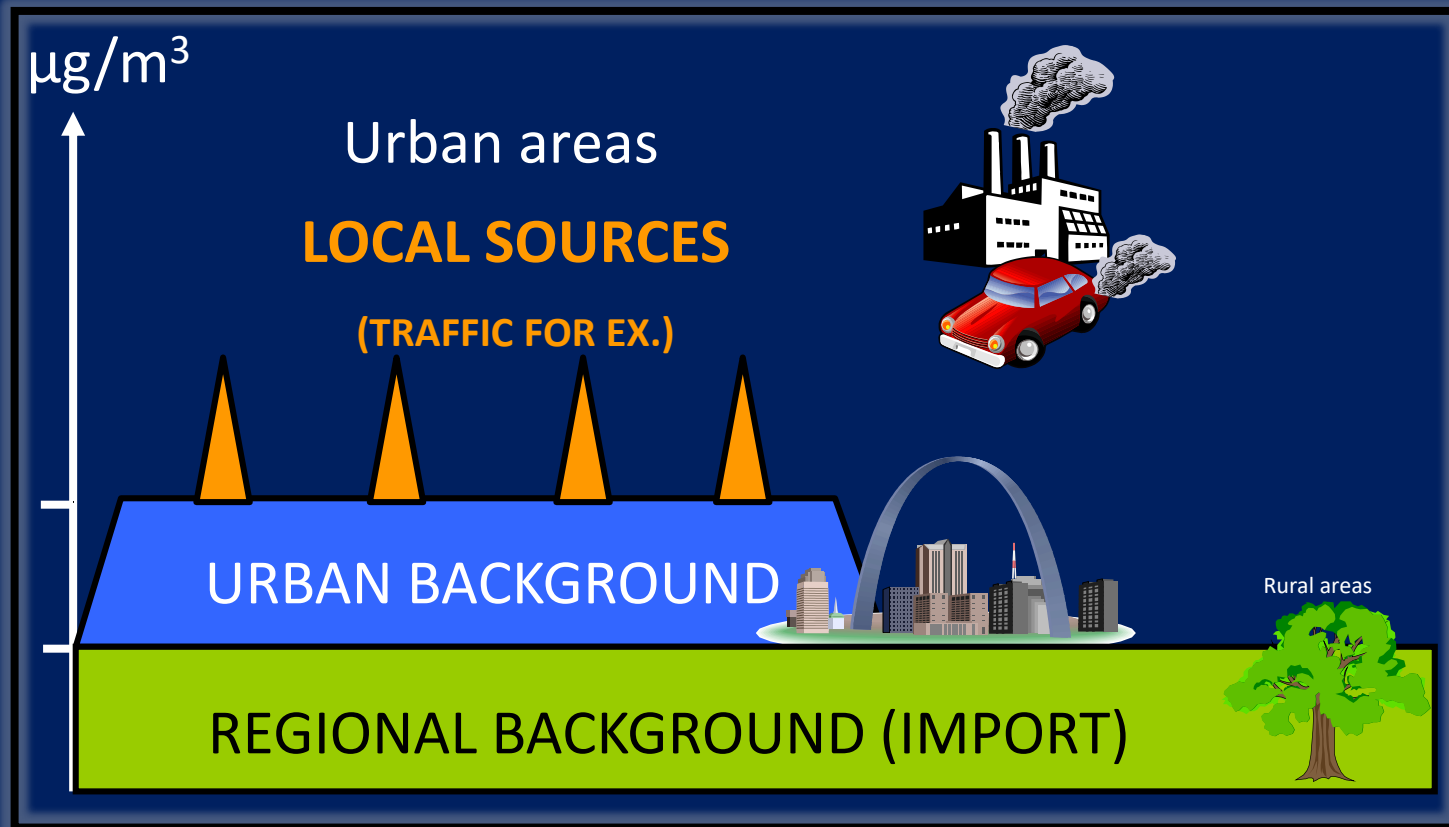 μg/m³
Urban areas
LOCAL SOURCES
(TRAFFIC FOR EX.)
URBAN BACKGROUND
Rural areas
REGIONAL BACKGROUND (IMPORT)